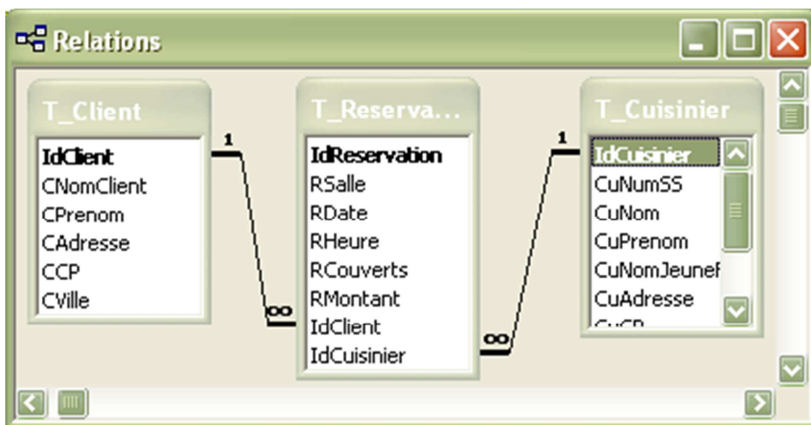 Relations
T_Client
IdClient
CNomClient
CPrenom
CAdresse
CCP
CVille
1
∞
T_Reserva...
IdReservation
RSalle
RDate
RHeure
RCouverts
RMontant
IdClient
IdCuisinier
1
∞
T_Cuisinier
IdCuisinier
CuNumSS
CuNom
CuPrenom
CuNomJeuneF
CuAdresse
CuCP